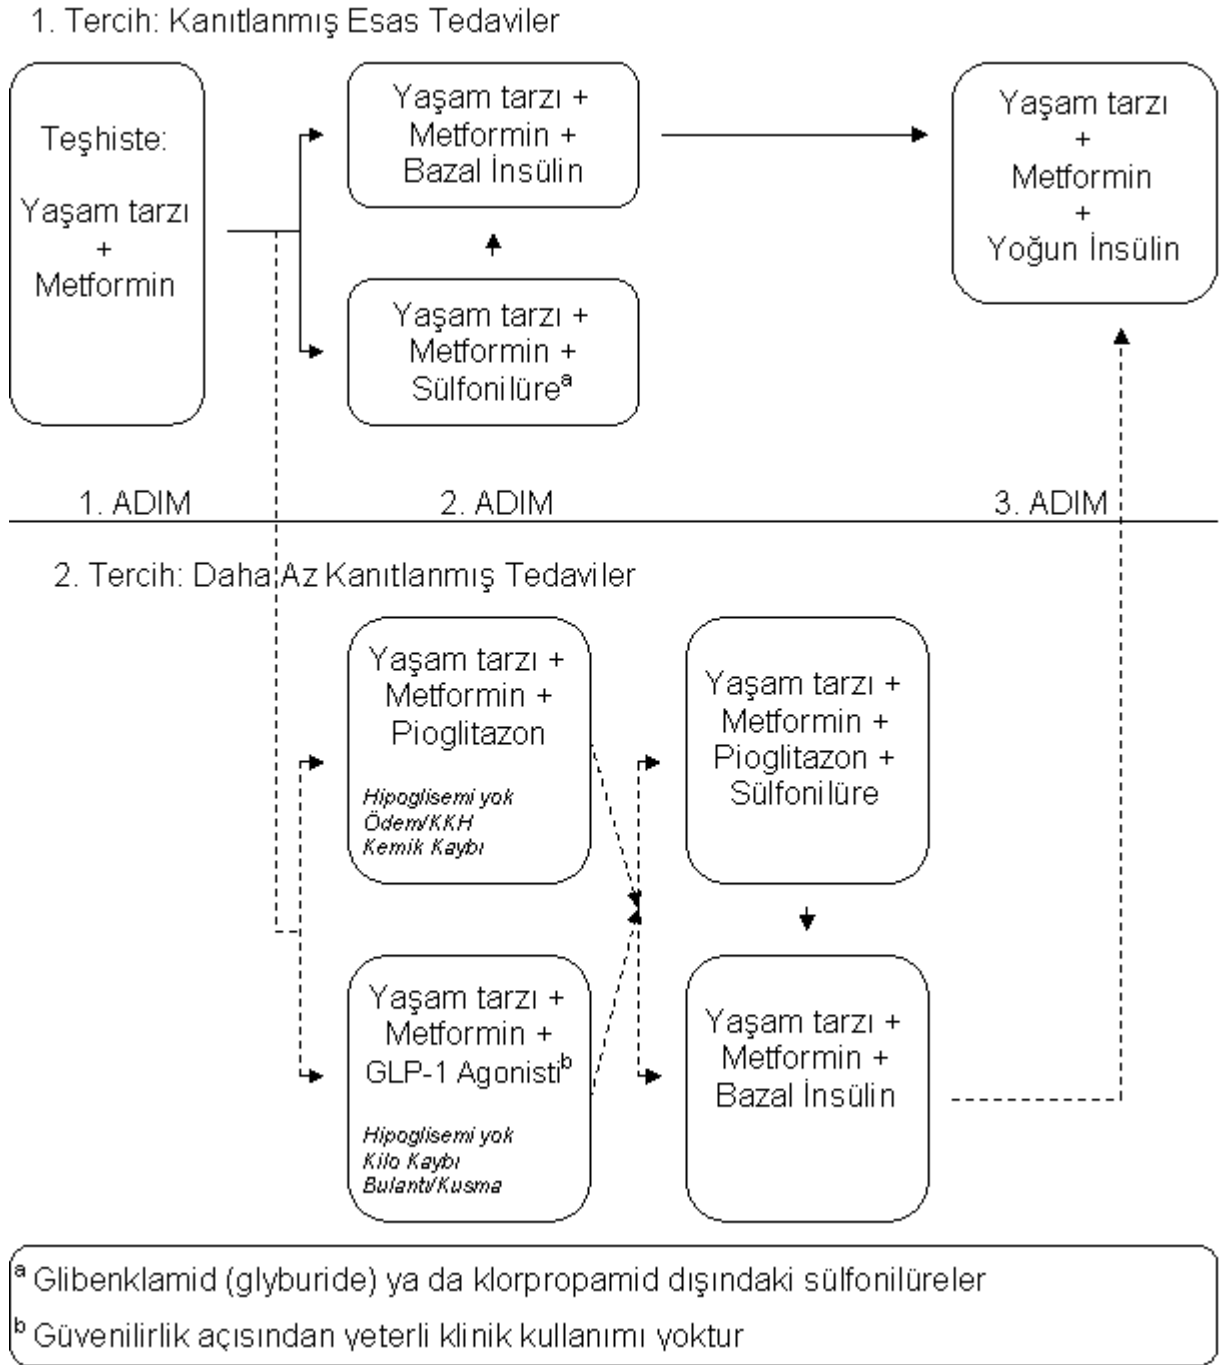 1. Tercih: Kanıtlanmış Esas Tedaviler
Teşhiste:
Yaşam tarzı
+
Metformin
Yaşam tarzı +
Metformin +
Bazal İnsülin
Yaşam tarzı +
Metformin +
Sülfonilüreᵃ
Yaşam tarzı
+
Metformin
+
Yoğun İnsülin
1. ADIM
2. ADIM
3. ADIM
2. Tercih: Daha Az Kanıtlanmış Tedaviler
Yaşam tarzı +
Metformin +
Pioglitazon
Hipoglisemi yok
Ödem/KKH
Kemik Kaybı
Yaşam tarzı +
Metformin +
Pioglitazon +
Sülfonilüre
Yaşam tarzı +
Metformin +
GLP-1 Agonistiᵇ
Hipoglisemi yok
Kilo Kaybı
Bulantı/Kusma
Yaşam tarzı +
Metformin +
Bazal İnsülin
ᵃ Glibenklamid (glyburide) ya da klorpropamid dışındaki sülfonilüreler
ᵇ Güvenilirlik açısından yeterli klinik kullanımı yoktur